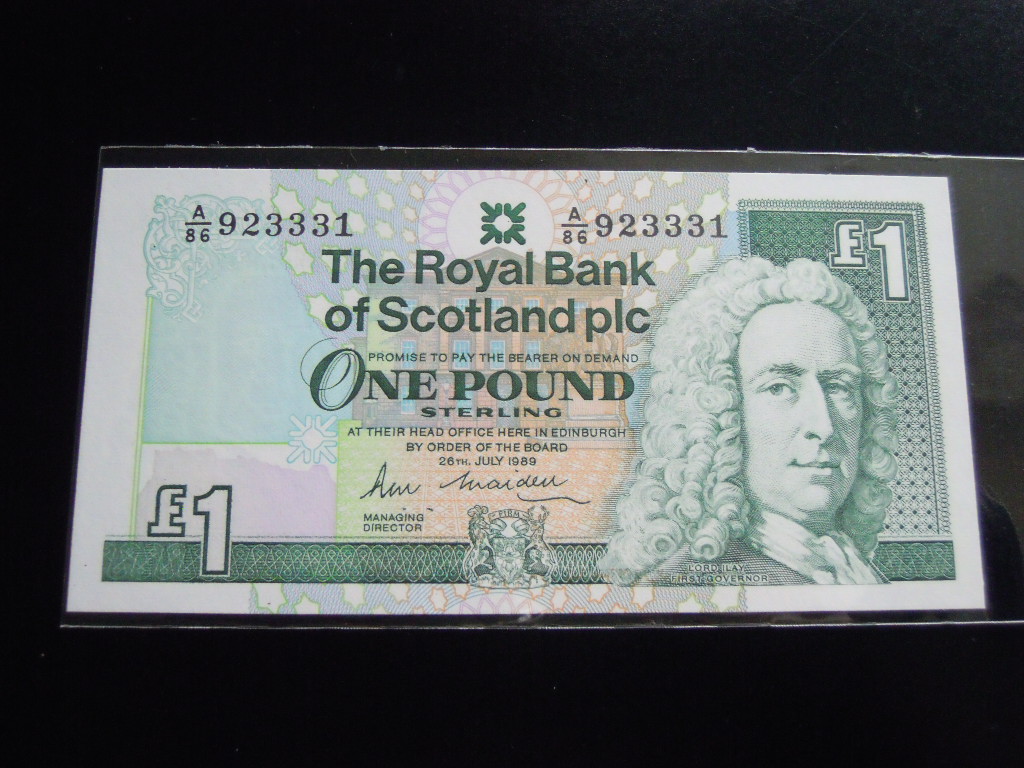 A/86 923331 A/86 923331
£1
The Royal Bank
of Scotland plc
PROMISE TO PAY THE BEARER ON DEMAND
ONE POUND
STERLING
AT THEIR HEAD OFFICE HERE IN EDINBURGH
BY ORDER OF THE BOARD
26TH. JULY 1989
MANAGING
DIRECTOR
£1
LORD ILAY
FIRST GOVERNOR